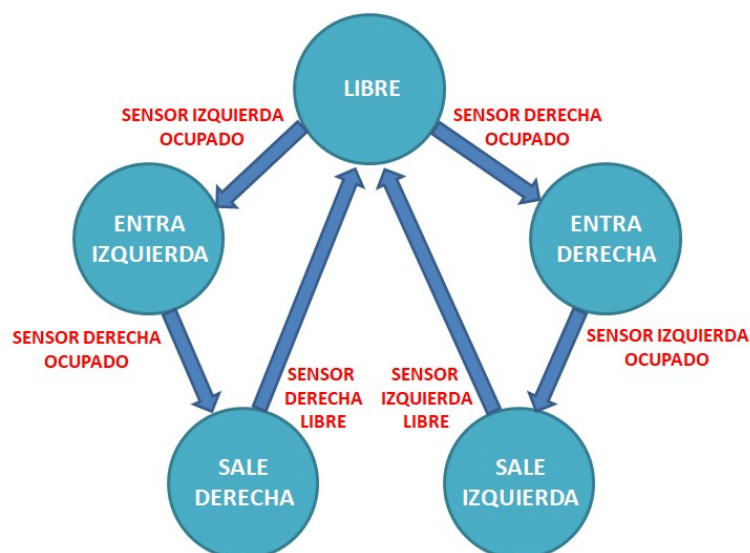 LIBRE
SENSOR IZQUIERDA
OCUPADO
SENSOR DERECHA
OCUPADO
ENTRA
IZQUIERDA
ENTRA
DERECHA
SENSOR DERECHA
OCUPADO
SENSOR IZQUIERDA
OCUPADO
SENSOR
DERECHA
LIBRE
SENSOR
IZQUIERDA
LIBRE
SALE
DERECHA
SALE
IZQUIERDA